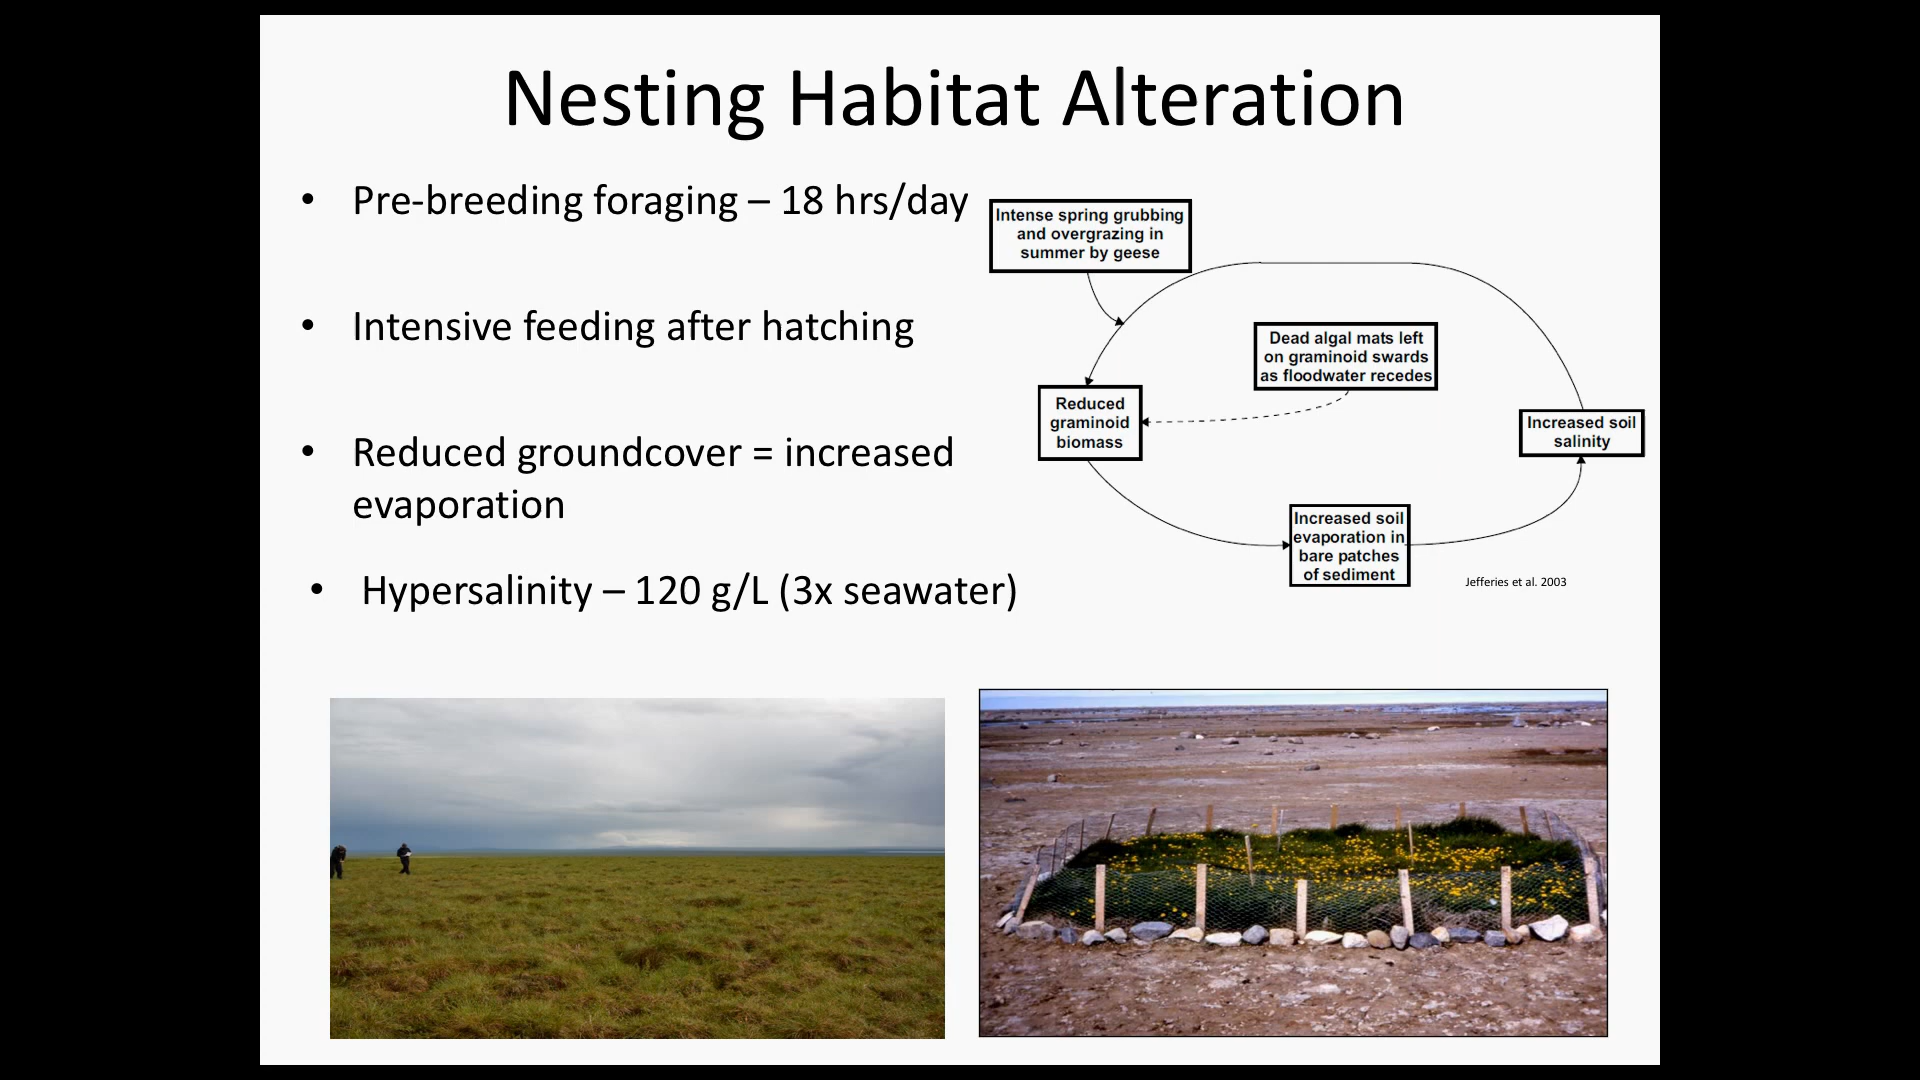 Nesting Habitat Alteration
• Pre-breeding foraging – 18 hrs/day
• Intensive feeding after hatching
• Reduced groundcover = increased
evaporation
• Hypersalinity – 120 g/L (3x seawater)
Intense spring grubbing
and overgrazing in
summer by geese
Dead algal mats left
on graminoid swards
as floodwater recedes
Reduced
graminoid
biomass
Increased soil
salinity
Increased soil
evaporation in
bare patches
of sediment
Jefferies et al. 2003